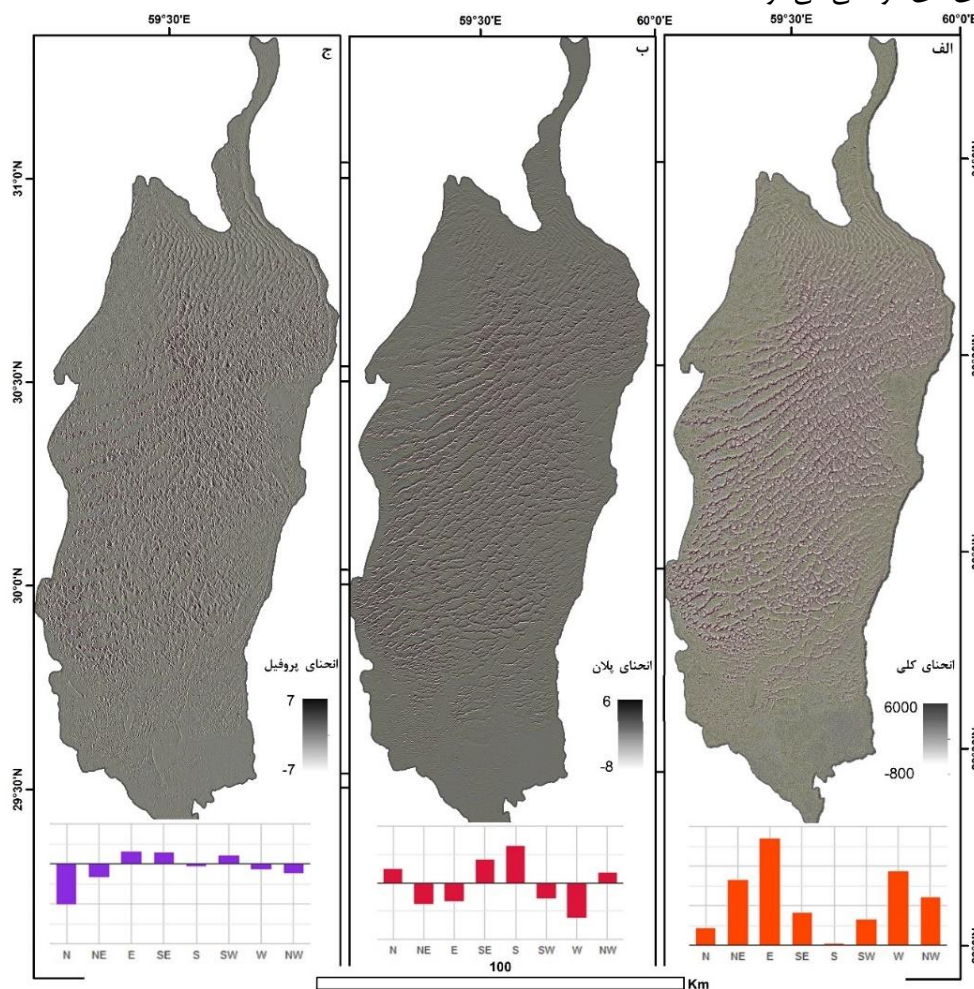 59°30'E
59°30'E
60°0'E
59°30'E
60°0'E
الف
ب
ج
31°0'N
30°30'N
30°0'N
29°30'N
انحنای کلی
6000
-800
انحنای پلان
6
-8
انحنای پروفیل
7
-7
N NE E SE S SW W NW
N NE E SE S SW W NW
N NE E SE S SW W NW
100
Km